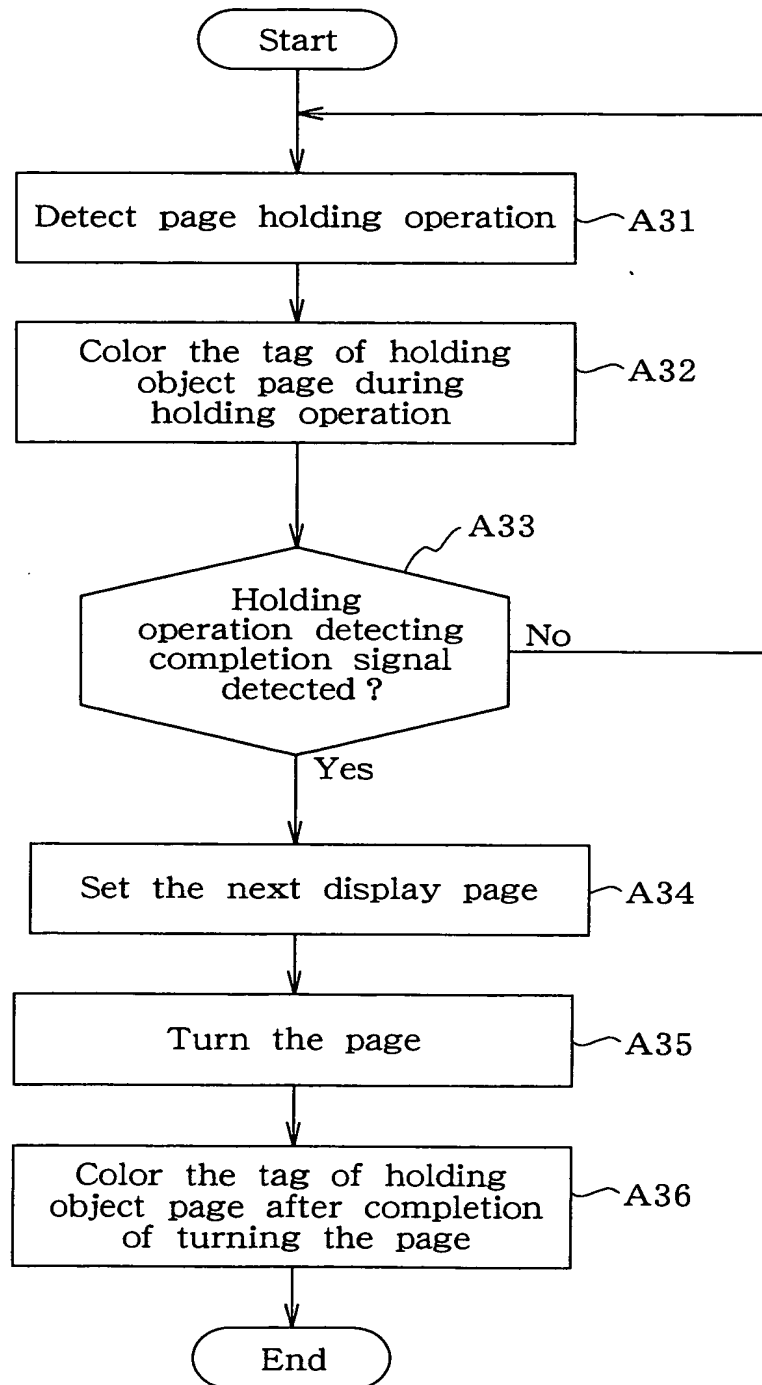 Start
Detect page holding operation
A31
Color the tag of holding
object page during
holding operation
A32
A33
Holding
operation detecting
completion signal
detected ?
No
Yes
Set the next display page
A34
Turn the page
A35
Color the tag of holding
object page after completion
of turning the page
A36
End